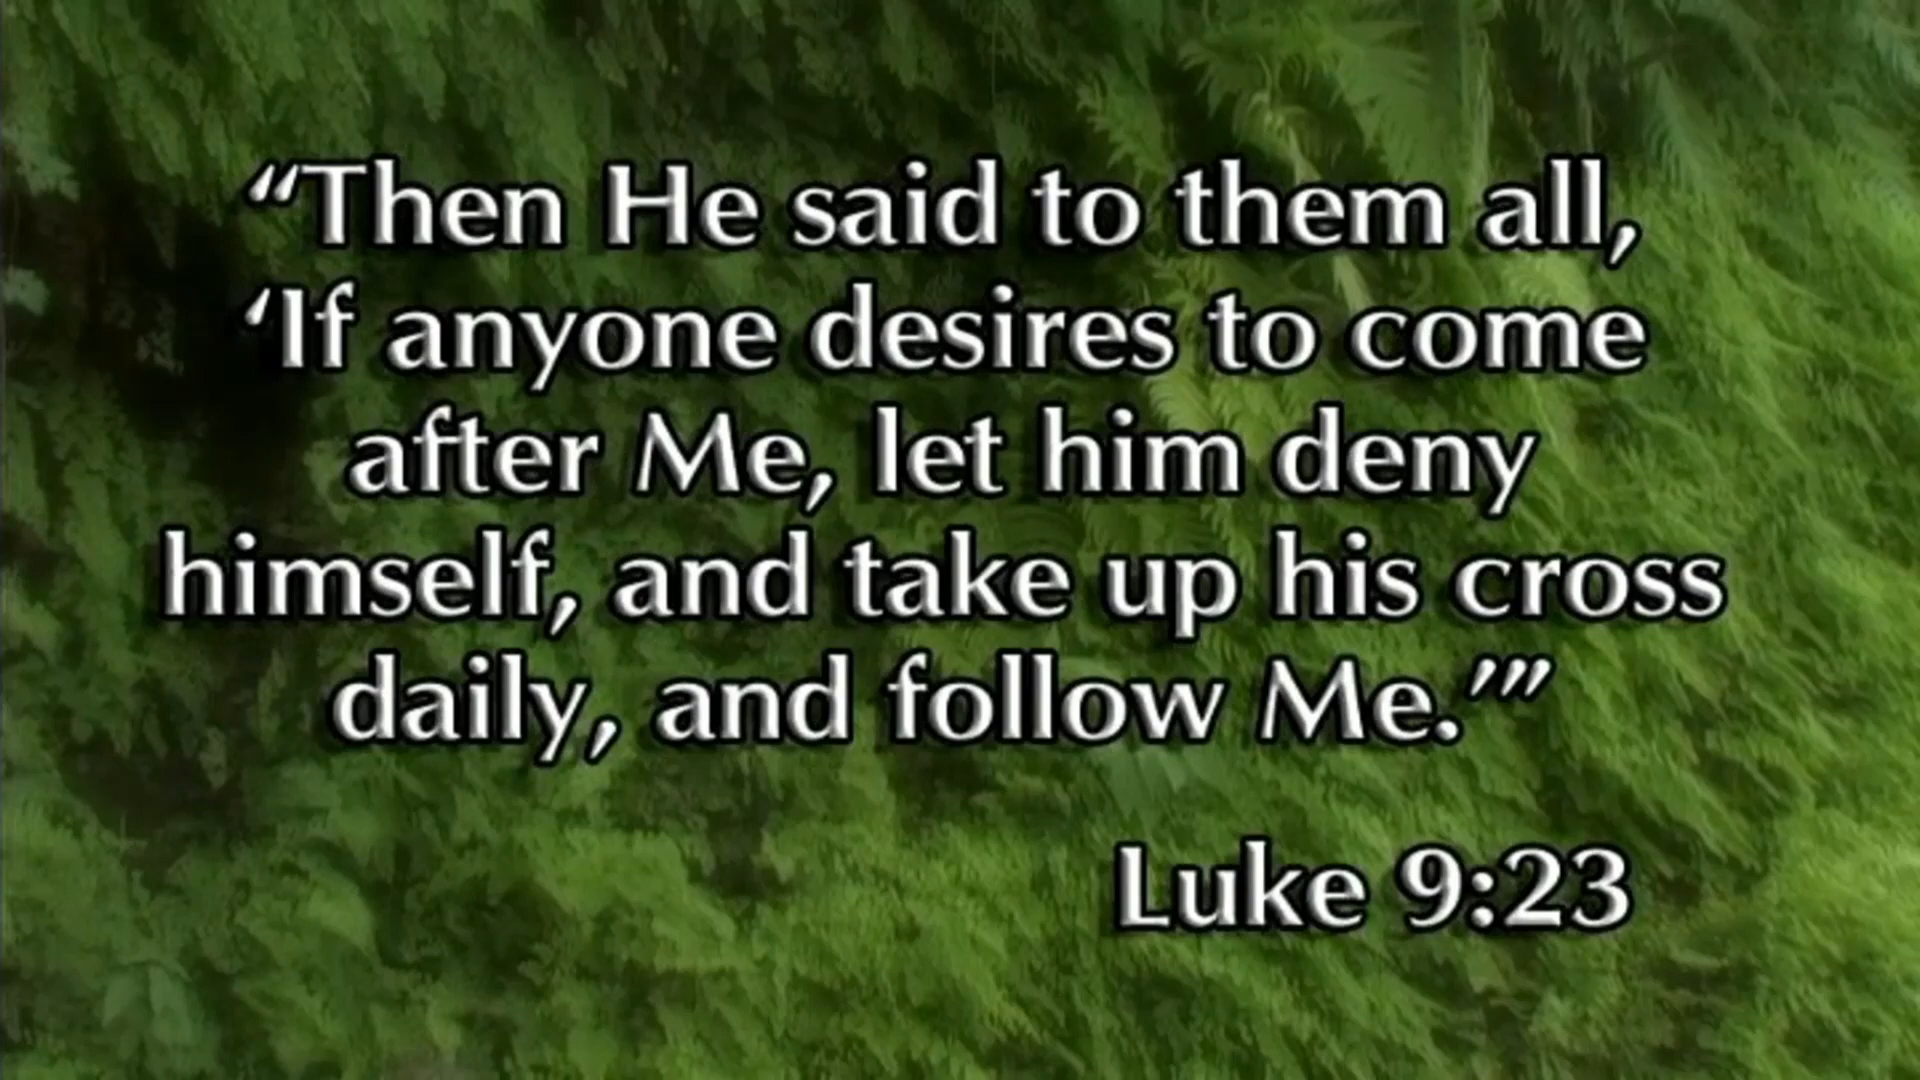 “Then He said to them all,
‘If anyone desires to come
after Me, let him deny
himself, and take up his cross
daily, and follow Me.’”
Luke 9:23